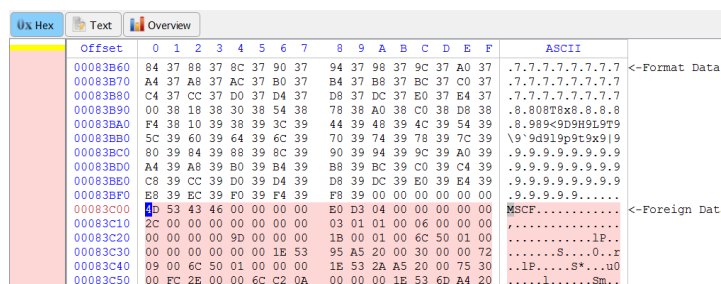 0x Hex Text Overview
Offset 0 1 2 3 4 5 6 7 8 9 A B C D E F ASCII
00083B60 84 37 88 37 8C 37 90 37 94 37 98 37 9C 37 A0 37 .7.7.7.7.7.7.7.7 <-Format Data
00083B70 A4 37 A8 37 AC 37 B0 37 B4 37 B8 37 BC 37 C0 37 .7.7.7.7.7.7.7.7
00083B80 C4 37 CC 37 D0 37 D4 37 D8 37 DC 37 E0 37 E4 37 .7.7.7.7.7.7.7.7
00083B90 00 38 18 38 30 38 54 38 78 38 A0 38 C0 38 D8 38 .8.808T8x8.8.8.8
00083BA0 F4 38 10 39 38 39 3C 39 44 39 48 39 4C 39 54 39 .8.989<9D9H9L9T9
00083BB0 5C 39 60 39 64 39 6C 39 70 39 74 39 78 39 7C 39 \9`9d9l9p9t9x9|9
00083BC0 80 39 84 39 88 39 8C 39 90 39 94 39 9C 39 A0 39 .9.9.9.9.9.9.9.9
00083BD0 A4 39 A8 39 B0 39 B4 39 B8 39 BC 39 C0 39 C4 39 .9.9.9.9.9.9.9.9
00083BE0 C8 39 CC 39 D0 39 D4 39 D8 39 DC 39 E0 39 E4 39 .9.9.9.9.9.9.9.9
00083BF0 E8 39 EC 39 F0 39 F4 39 F8 39 00 00 00 00 00 00 .9.9.9.9.9......
00083C00 4D 53 43 46 00 00 00 00 E0 D3 04 00 00 00 00 00 MSCF............ <-Foreign Dat
00083C10 2C 00 00 00 00 00 00 00 03 01 01 00 06 00 00 00 ,...............
00083C20 00 00 00 00 9D 00 00 00 1B 00 01 00 6C 50 01 00 ............lP..
00083C30 00 00 00 00 00 00 1E 53 95 A5 20 00 30 00 00 72 .......S.. .0..r
00083C40 09 00 6C 50 01 00 00 00 1E 53 2A A5 20 00 75 30 ..lP.....S*. .u0
00083C50 00 FC 2E 00 00 6C C2 0A 00 00 00 1E 53 6D A4 20 .....l......Sm.